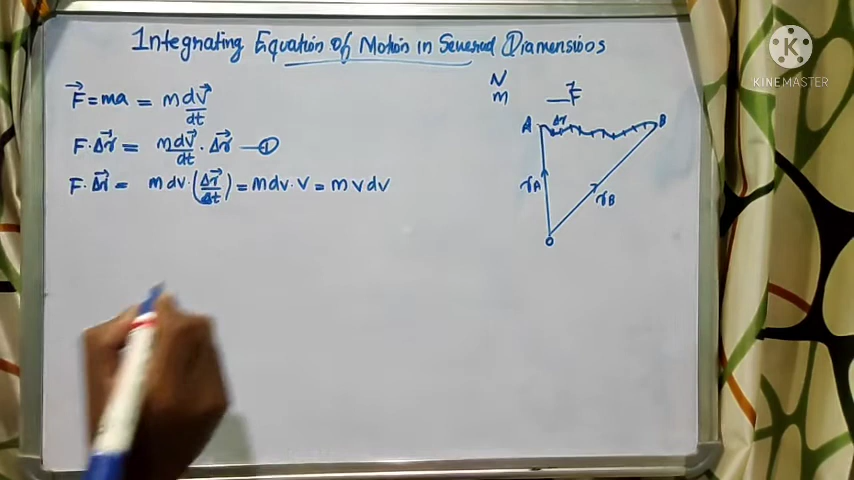 Integrating Equation of Motion in Several Diamensions
F⃗ = ma = m dv⃗/dt
F · Δr⃗ = m dv⃗/dt · Δr⃗ — ①
F · Δr⃗ = m dv · (Δr⃗/Δt) = m dv · v = m v dv
N
m
F⃗
A Δr B
rA
rB
O
K
KINEMASTER